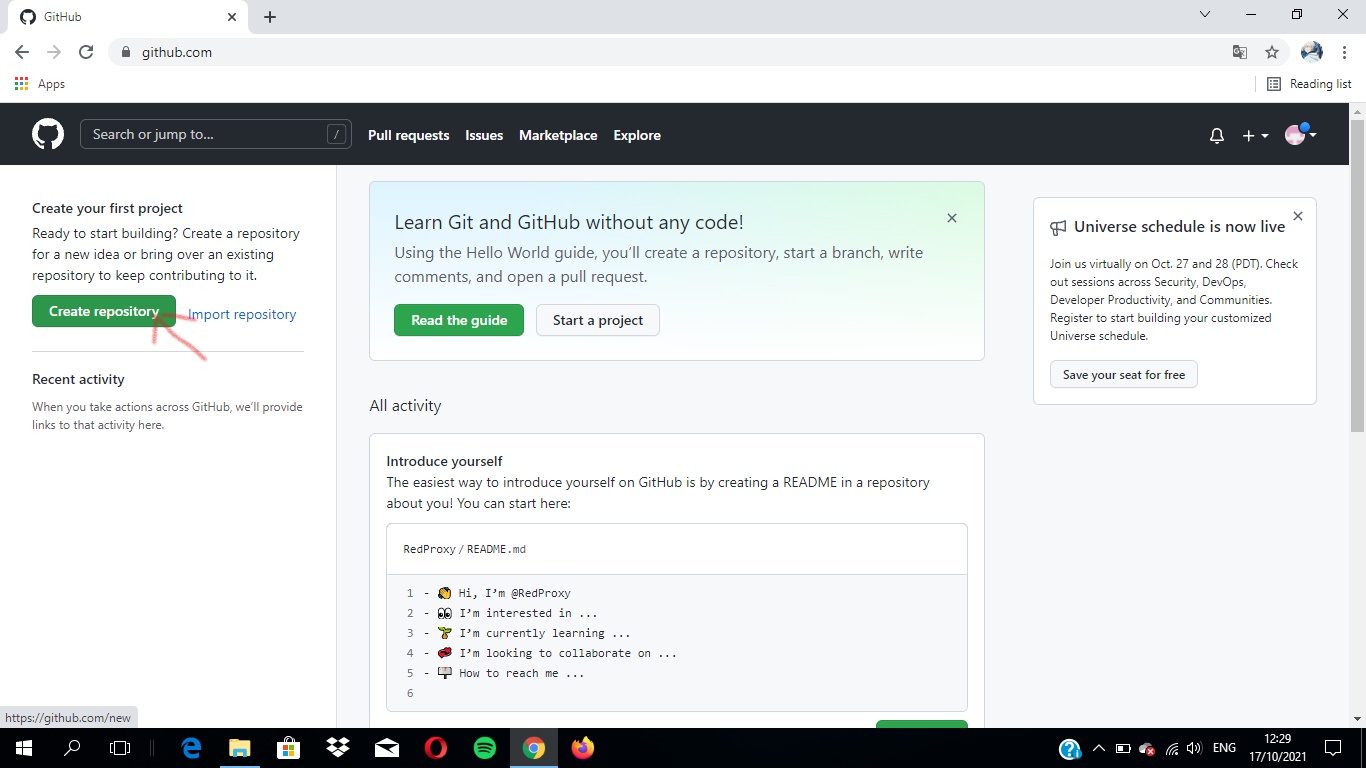 GitHub
github.com
Apps
Reading list
Search or jump to...
/
Pull requests
Issues
Marketplace
Explore
Create your first project
Ready to start building? Create a repository
for a new idea or bring over an existing
repository to keep contributing to it.
Create repository
Import repository
Recent activity
When you take actions across GitHub, we’ll provide
links to that activity here.
Learn Git and GitHub without any code!
Using the Hello World guide, you’ll create a repository, start a branch, write
comments, and open a pull request.
Read the guide
Start a project
All activity
Introduce yourself
The easiest way to introduce yourself on GitHub is by creating a README in a repository
about you! You can start here:
RedProxy / README.md
1 - 👋 Hi, I’m @RedProxy
2 - 👀 I’m interested in ...
3 - 🌱 I’m currently learning ...
4 - 💞️ I’m looking to collaborate on ...
5 - 📫 How to reach me ...
6
Universe schedule is now live
Join us virtually on Oct. 27 and 28 (PDT). Check
out sessions across Security, DevOps,
Developer Productivity, and Communities.
Register to start building your customized
Universe schedule.
Save your seat for free
https://github.com/new
ENG
12:29
17/10/2021